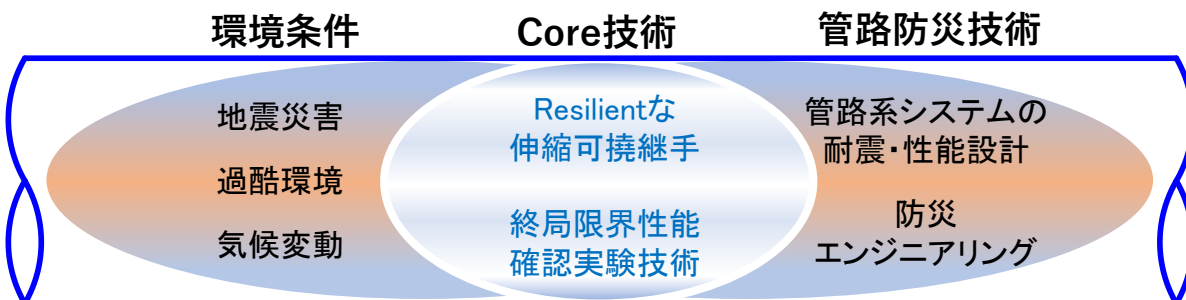 環境条件
Core技術
管路防災技術
地震災害
過酷環境
気候変動
Resilientな
伸縮可撓継手
終局限界性能
確認実験技術
管路系システムの
耐震・性能設計
防災
エンジニアリング